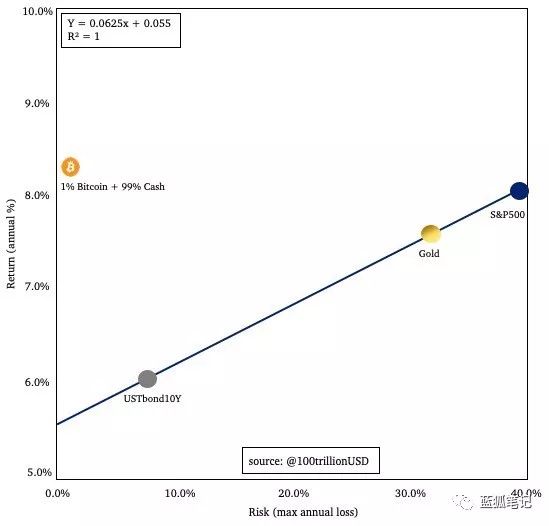 10.0%
Y = 0.0625x + 0.055
R² = 1
9.0%
1% Bitcoin + 99% Cash
8.0%
S&P500
Return (annual %)
Gold
7.0%
6.0%
USTbond10Y
source: @100trillionUSD
5.0%
0.0%
10.0%
20.0%
30.0%
40.0%
Risk (max annual loss)
蓝狐笔记